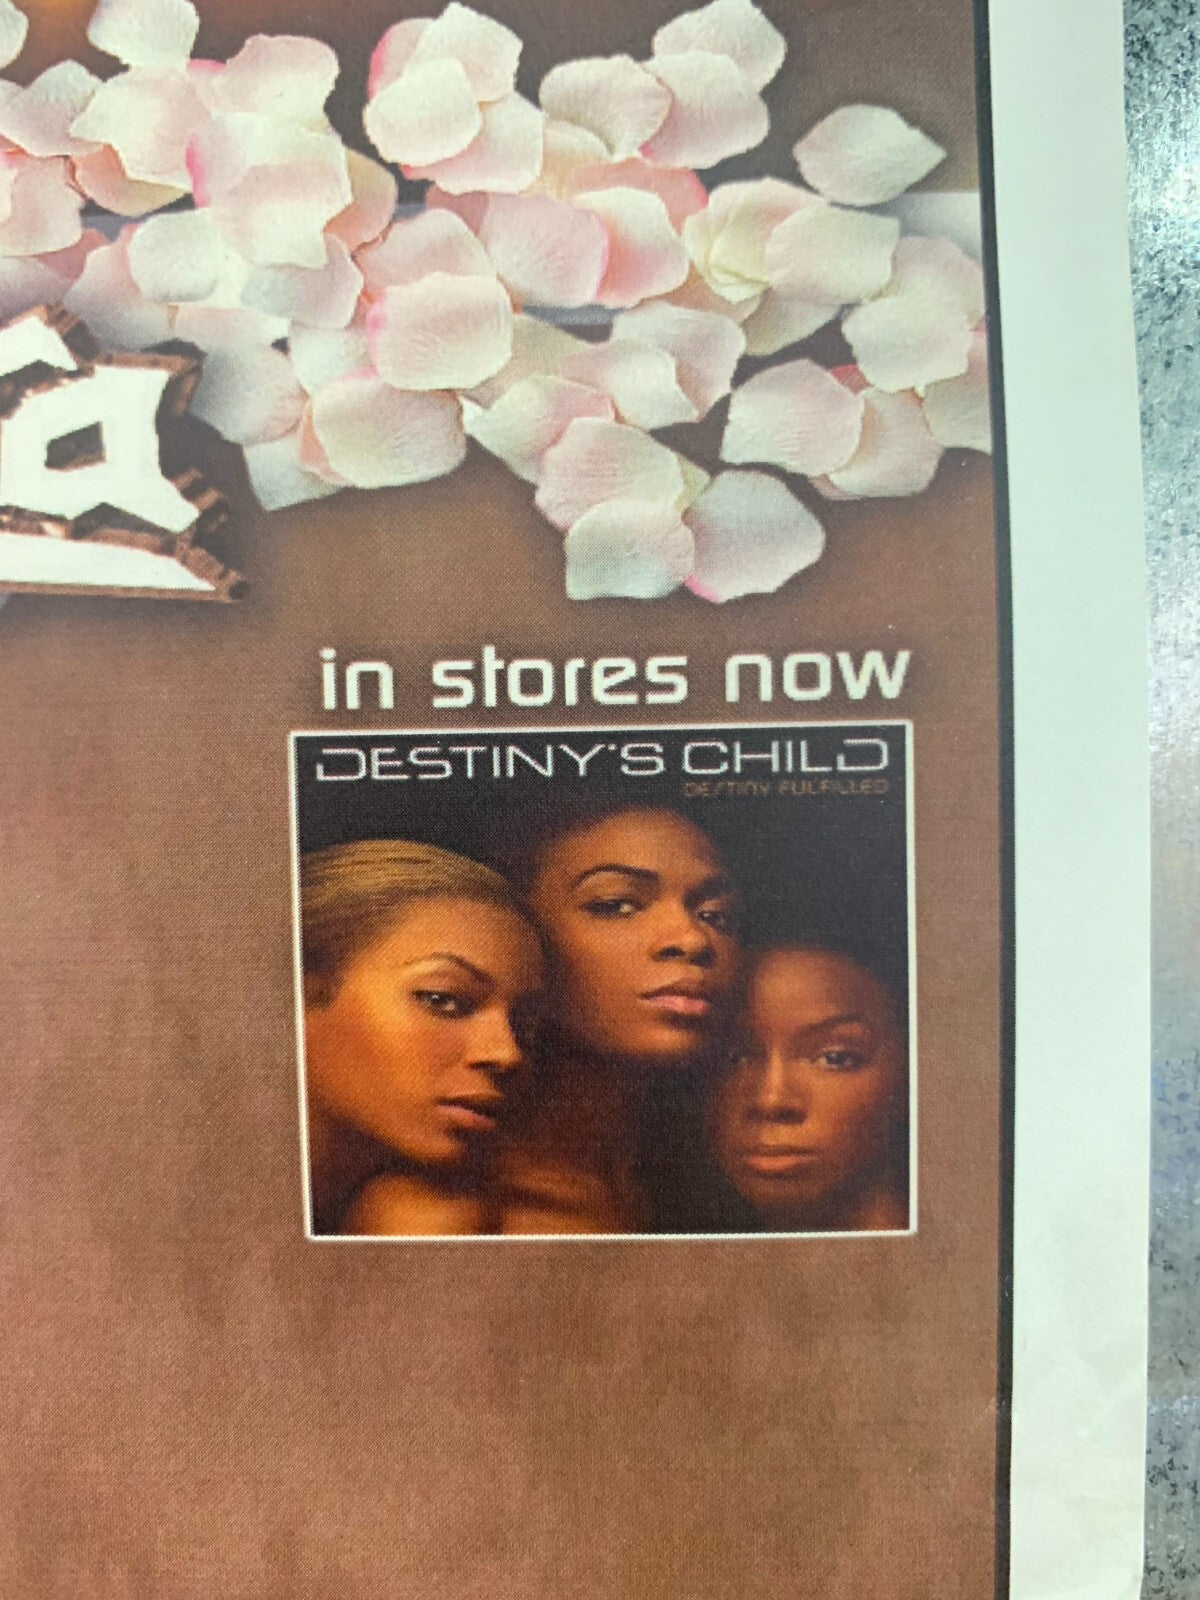 in stores now
DESTINY'S CHILD
DESTINY FULFILLED